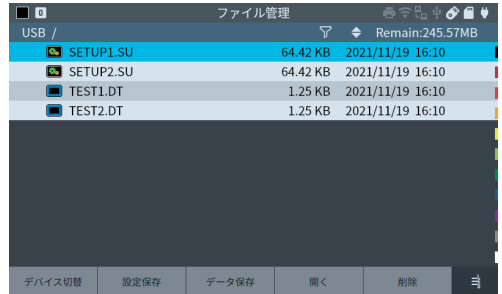 0 ファイル管理
USB / Remain:245.57MB
SETUP1.SU 64.42 KB 2021/11/19 16:10
SETUP2.SU 64.42 KB 2021/11/19 16:10
TEST1.DT 1.25 KB 2021/11/19 16:10
TEST2.DT 1.25 KB 2021/11/19 16:10
デバイス切替 設定保存 データ保存 開く 削除